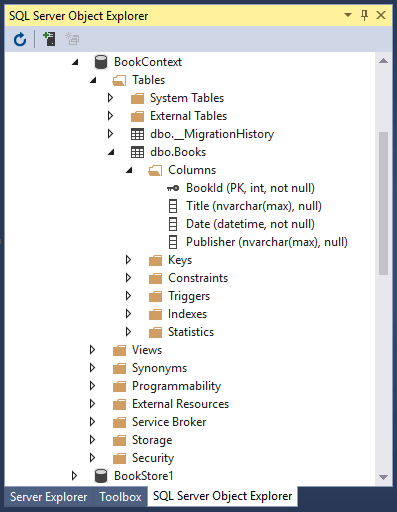 SQL Server Object Explorer
BookContext
Tables
System Tables
External Tables
dbo.__MigrationHistory
dbo.Books
Columns
BookId (PK, int, not null)
Title (nvarchar(max), null)
Date (datetime, not null)
Publisher (nvarchar(max), null)
Keys
Constraints
Triggers
Indexes
Statistics
Views
Synonyms
Programmability
External Resources
Service Broker
Storage
Security
BookStore1
Server Explorer Toolbox SQL Server Object Explorer